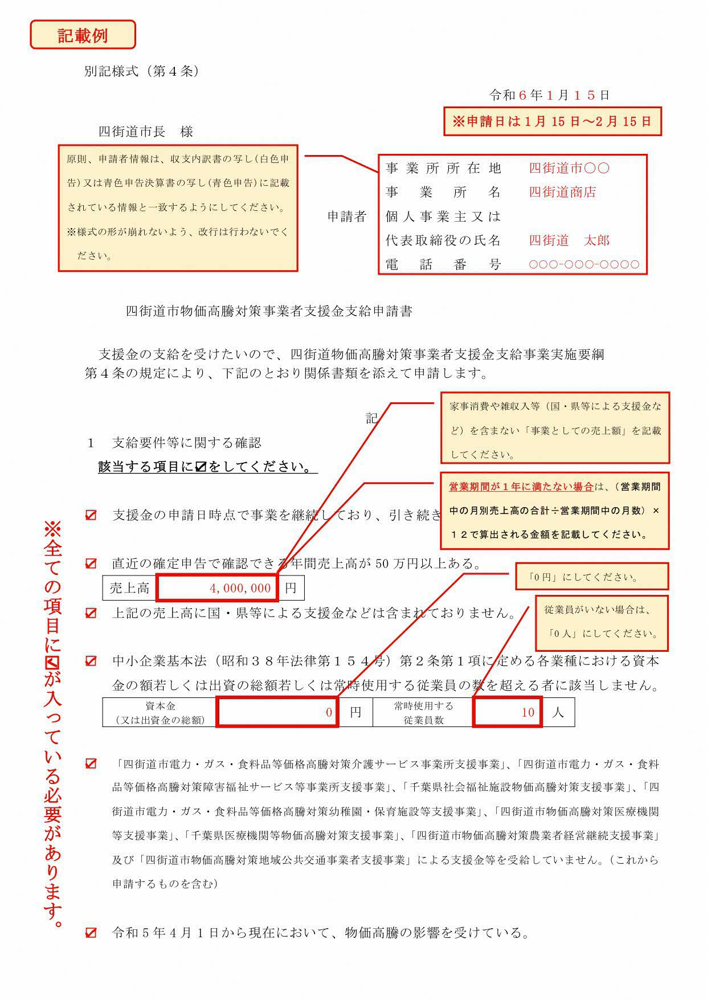 記載例
別記様式（第４条）
令和６年１月１５日
※申請日は1月15日～2月15日
四街道市長　様
原則、申請者情報は、収支内訳書の写し(白色申
告)又は青色申告決算書の写し(青色申告)に記載
されている情報と一致するようにしてください。
※様式の形が崩れないよう、改行は行わないでく
ださい。
申請者
事業所所在地　四街道市〇〇
事業所名　四街道商店
個人事業主又は
代表取締役の氏名　四街道　太郎
電話番号　○○○-○○○-○○○○
四街道市物価高騰対策事業者支援金支給申請書
支援金の支給を受けたいので、四街道物価高騰対策事業者支援金支給事業実施要綱
第４条の規定により、下記のとおり関係書類を添えて申請します。
記
家事消費や雑収入等（国・県等による支援金な
ど）を含まない「事業としての売上額」を記載
してください。
１　支給要件等に関する確認
該当する項目に☑をしてください。
営業期間が１年に満たない場合は、（営業期間
中の月別売上高の合計÷営業期間中の月数）×
１２で算出される金額を記載してください。
☑　支援金の申請日時点で事業を継続しており、引き続き
☑　直近の確定申告で確認できる年間売上高が 50 万円以上ある。
「0 円」にしてください。
売上高　4,000,000　円
☑　上記の売上高に国・県等による支援金などは含まれておりません。
従業員がいない場合は、
「0 人」にしてください。
☑　中小企業基本法（昭和３８年法律第１５４号）第２条第１項に定める各業種における資本
金の額若しくは出資の総額若しくは常時使用する従業員の数を超える者に該当しません。
資本金
（又は出資金の総額）
0　円
常時使用する
従業員数
10　人
☑　「四街道市電力・ガス・食料品等価格高騰対策介護サービス事業所支援事業」、「四街道市電力・ガス・食料
品等価格高騰対策障害福祉サービス等事業所支援事業」、「千葉県社会福祉施設物価高騰対策支援事業」、「四
街道市電力・ガス・食料品等価格高騰対策幼稚園・保育施設等支援事業」、「四街道市物価高騰対策医療機関
等支援事業」、「千葉県医療機関等物価高騰対策支援事業」、「四街道市物価高騰対策農業者経営継続支援事業」
及び「四街道市物価高騰対策地域公共交通事業者支援事業」による支援金等を受給していません。（これから
申請するものを含む）
☑　令和５年４月１日から現在において、物価高騰の影響を受けている。
※全ての項目に☑が入っている必要があります。